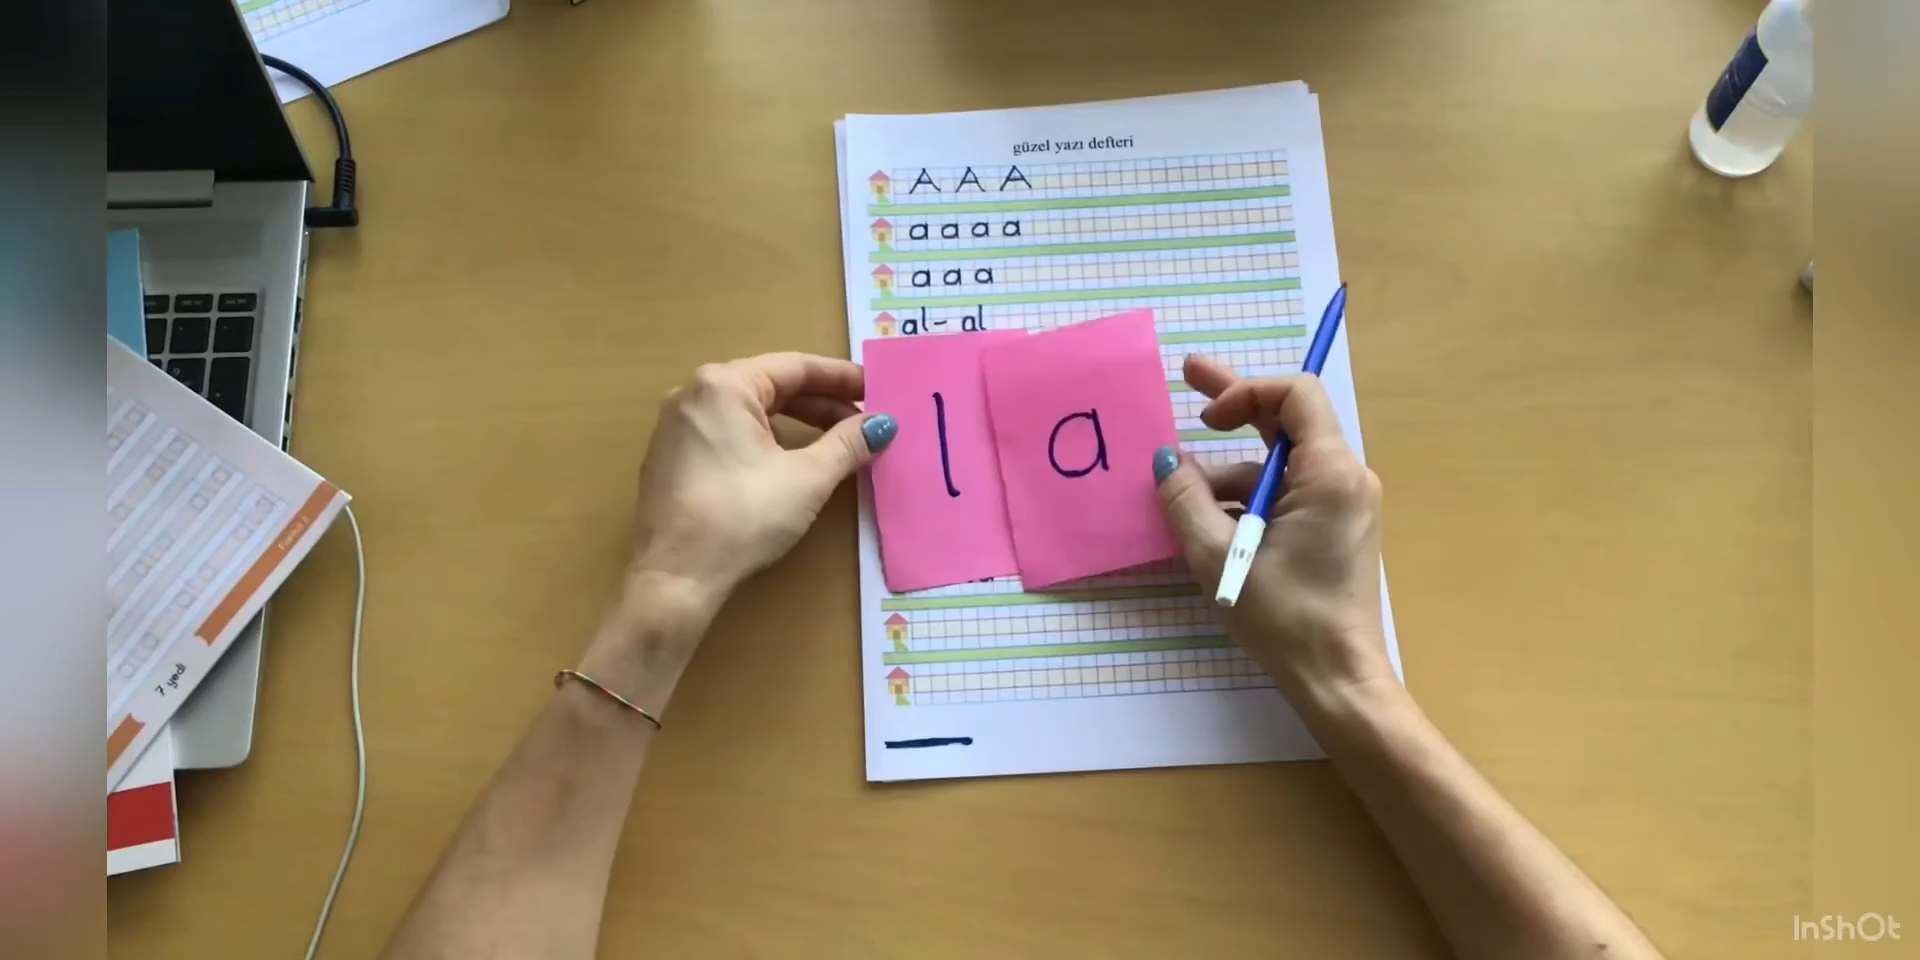 güzel yazı defteri
A A A
a a a a
a a a
al- al
l a
7 yedi
InShOt